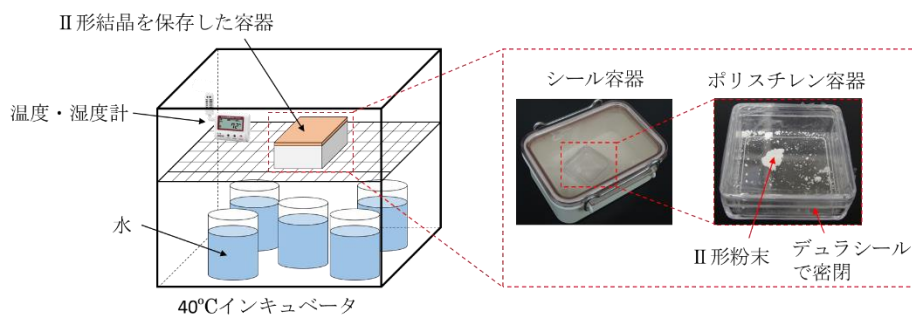 II形結晶を保存した容器
温度・湿度計
水
40℃インキュベータ
シール容器
ポリスチレン容器
II形粉末
デュラシール
で密閉